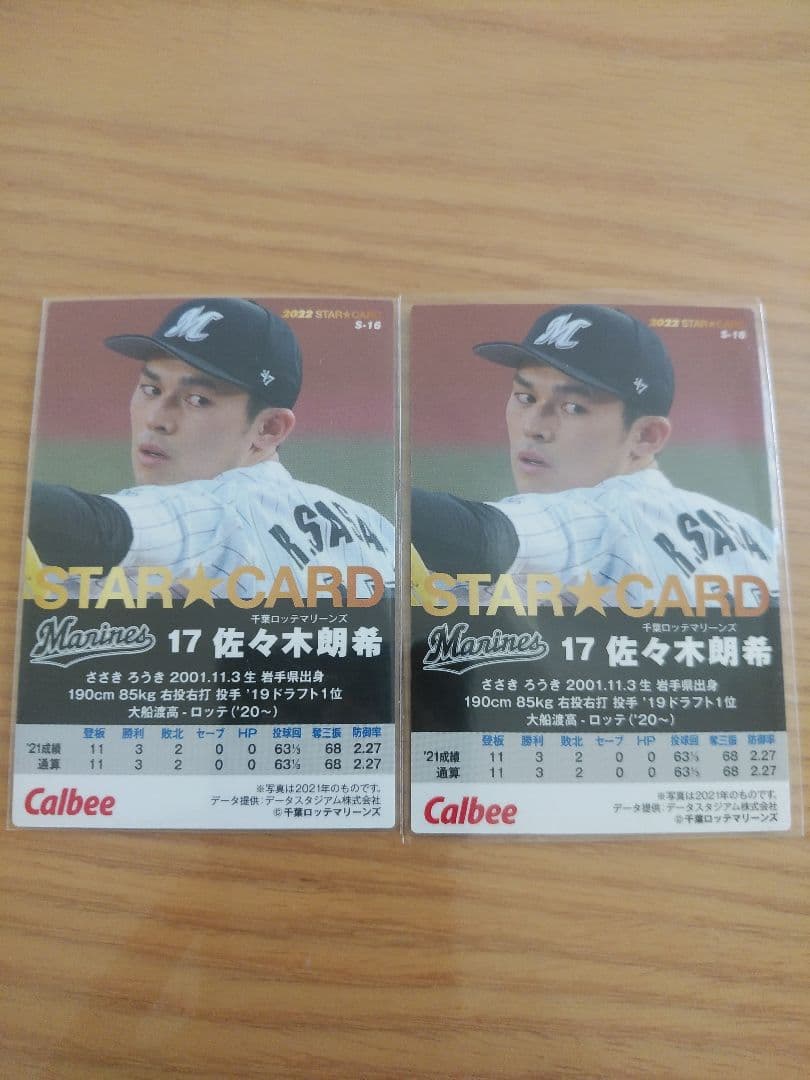 2022 STAR★CARD
S-16
M
47
R.SASA
STAR★CARD
千葉ロッテマリーンズ
Marines 17 佐々木朗希
ささき ろうき 2001.11.3生 岩手県出身
190cm 85kg 右投右打 投手 '19ドラフト1位
大船渡高 - ロッテ('20〜)
登板 勝利 敗北 セーブ HP 投球回 奪三振 防御率
'21成績 11 3 2 0 0 63⅓ 68 2.27
通算 11 3 2 0 0 63⅓ 68 2.27
※写真は2021年のものです。
データ提供:データスタジアム株式会社
Calbee
©千葉ロッテマリーンズ
2022 STAR★CARD
S-16
M
47
R.SASA
STAR★CARD
千葉ロッテマリーンズ
Marines 17 佐々木朗希
ささき ろうき 2001.11.3生 岩手県出身
190cm 85kg 右投右打 投手 '19ドラフト1位
大船渡高 - ロッテ('20〜)
登板 勝利 敗北 セーブ HP 投球回 奪三振 防御率
'21成績 11 3 2 0 0 63⅓ 68 2.27
通算 11 3 2 0 0 63⅓ 68 2.27
※写真は2021年のものです。
データ提供:データスタジアム株式会社
Calbee
©千葉ロッテマリーンズ